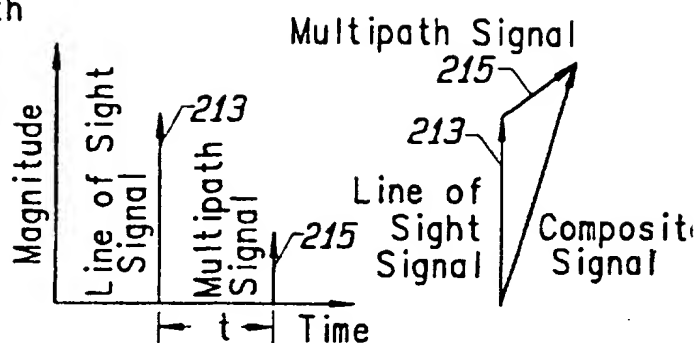 Magnitude
Line of Sight
Signal
213
Multipath
Signal
215
t
Time
Multipath Signal
215
213
Line of
Sight
Signal
Composit
Signal